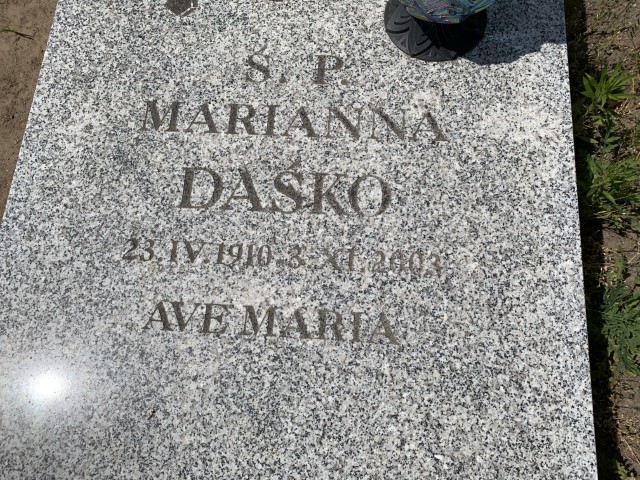 Ś. P.
MARIANNA
DAŚKO
23. IV 1910-3. XI. 2003
AVE MARIA